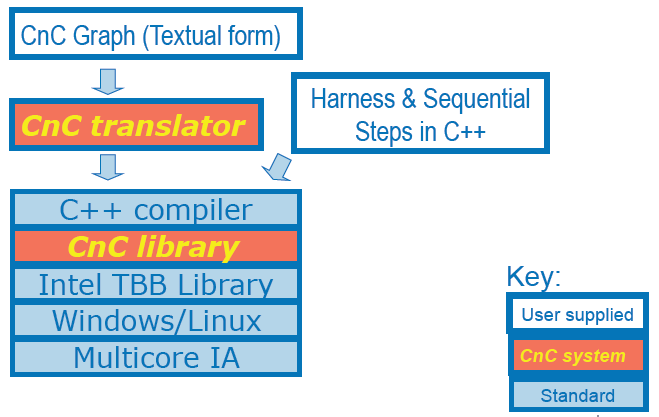 CnC Graph (Textual form)
CnC translator
Harness & Sequential
Steps in C++
C++ compiler
CnC library
Intel TBB Library
Windows/Linux
Multicore IA
Key:
User supplied
CnC system
Standard